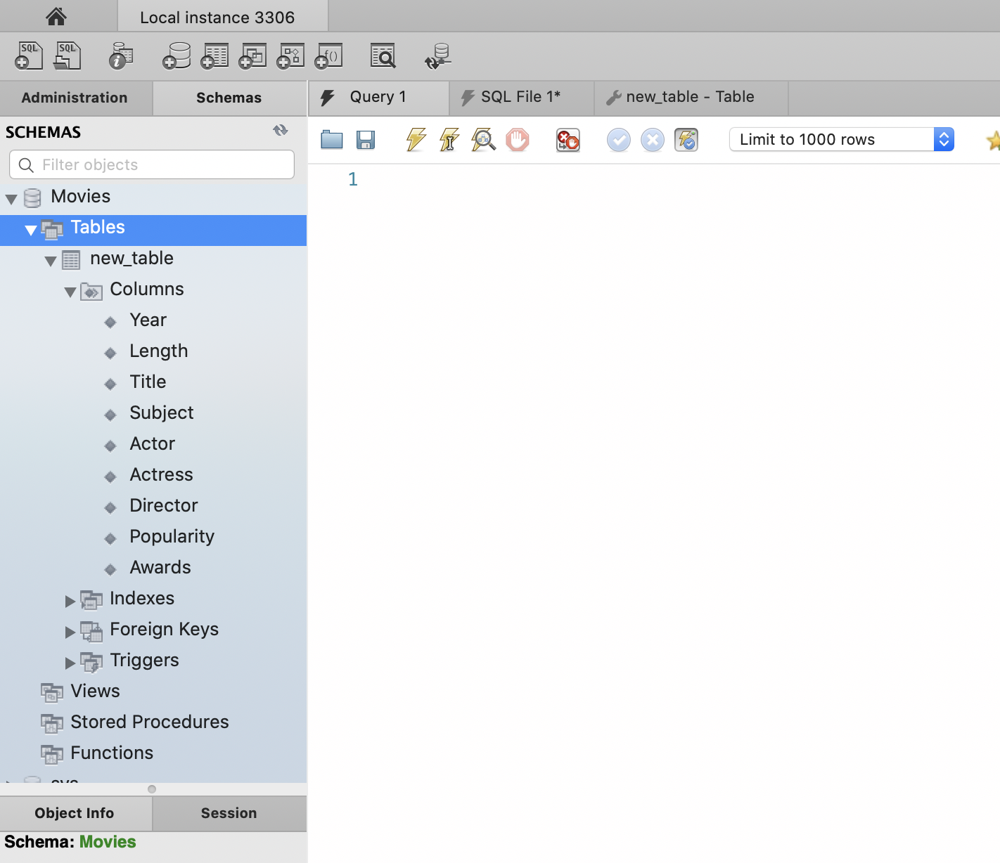 Local instance 3306
SQL SQL i f()
Administration Schemas
Query 1 SQL File 1* new_table - Table
SCHEMAS
Limit to 1000 rows
Filter objects
1
Movies
Tables
new_table
Columns
Year
Length
Title
Subject
Actor
Actress
Director
Popularity
Awards
Indexes
Foreign Keys
Triggers
Views
Stored Procedures
Functions
sys
Object Info Session
Schema: Movies